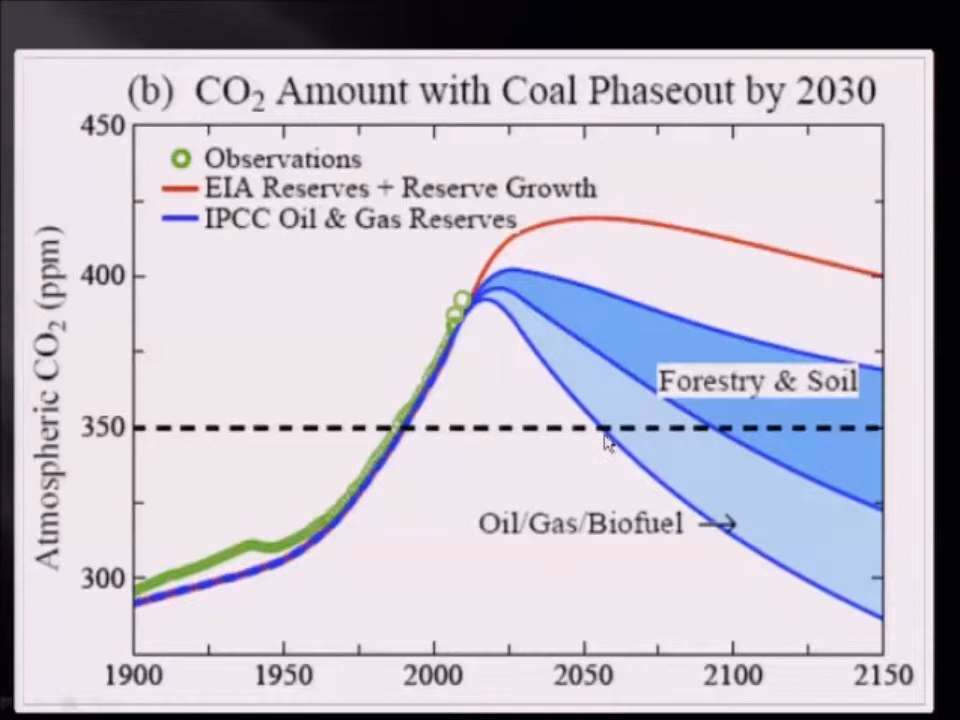 (b) CO₂ Amount with Coal Phaseout by 2030
450
Observations
EIA Reserves + Reserve Growth
IPCC Oil & Gas Reserves
400
Forestry & Soil
350
Oil/Gas/Biofuel →
300
Atmospheric CO₂ (ppm)
1900 1950 2000 2050 2100 2150